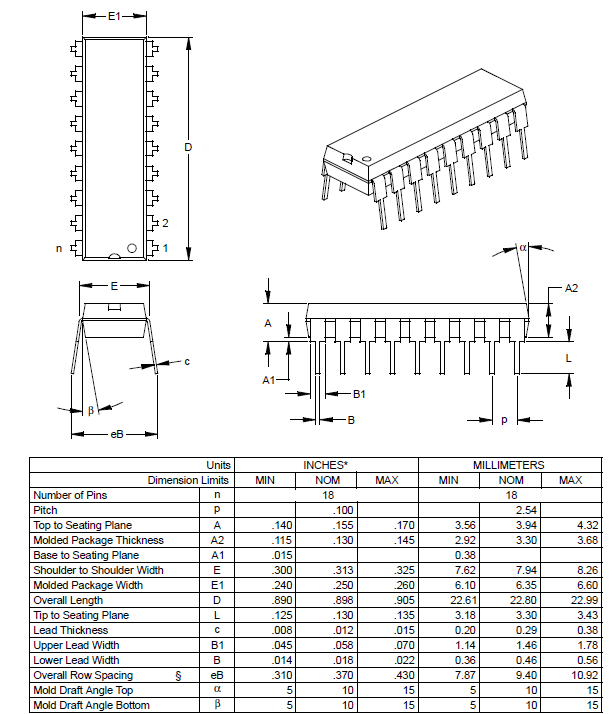 E1
D
2
n
1
α
E
A
A2
c
L
A1
B1
β
B
p
eB
Units INCHES* MILLIMETERS
Dimension Limits MIN NOM MAX MIN NOM MAX
Number of Pins n 18 18
Pitch p .100 2.54
Top to Seating Plane A .140 .155 .170 3.56 3.94 4.32
Molded Package Thickness A2 .115 .130 .145 2.92 3.30 3.68
Base to Seating Plane A1 .015 0.38
Shoulder to Shoulder Width E .300 .313 .325 7.62 7.94 8.26
Molded Package Width E1 .240 .250 .260 6.10 6.35 6.60
Overall Length D .890 .898 .905 22.61 22.80 22.99
Tip to Seating Plane L .125 .130 .135 3.18 3.30 3.43
Lead Thickness c .008 .012 .015 0.20 0.29 0.38
Upper Lead Width B1 .045 .058 .070 1.14 1.46 1.78
Lower Lead Width B .014 .018 .022 0.36 0.46 0.56
Overall Row Spacing § eB .310 .370 .430 7.87 9.40 10.92
Mold Draft Angle Top α 5 10 15 5 10 15
Mold Draft Angle Bottom β 5 10 15 5 10 15